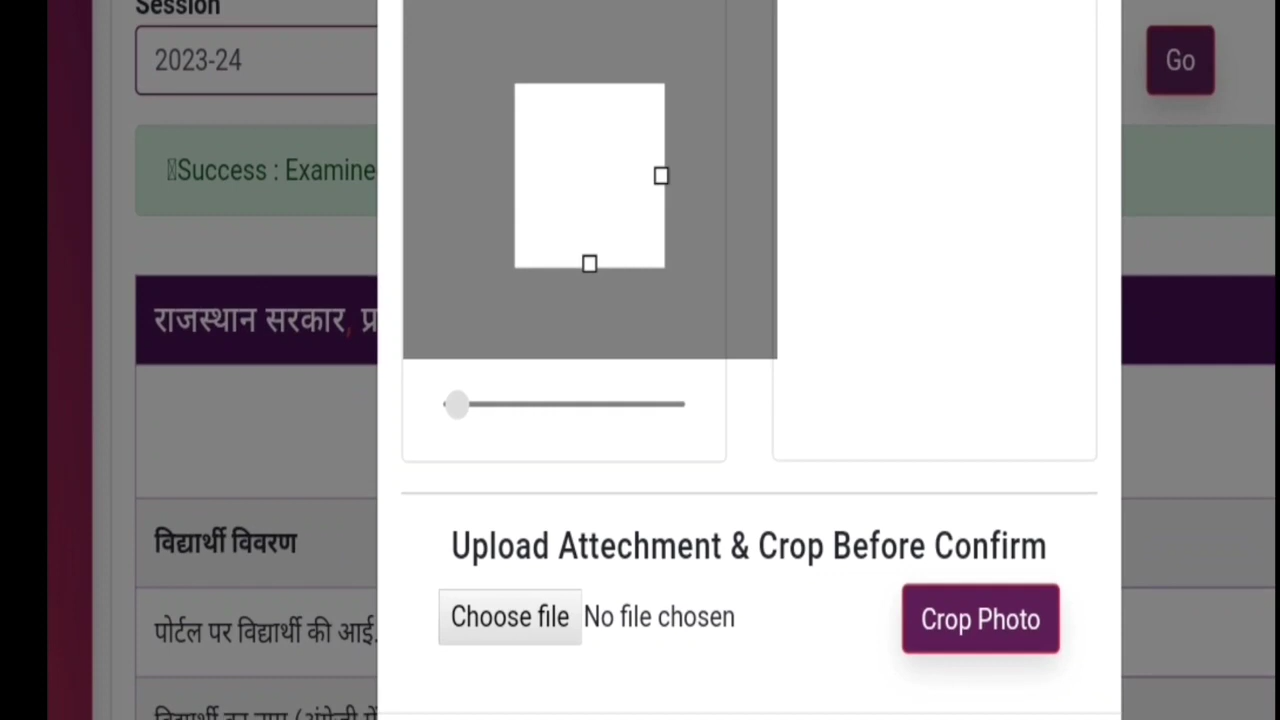 Session
2023-24
Go
Success : Examine
राजस्थान सरकार,
विद्यार्थी विवरण
पोर्टल पर विद्यार्थी की आई.
Upload Attechment & Crop Before Confirm
Choose file No file chosen
Crop Photo